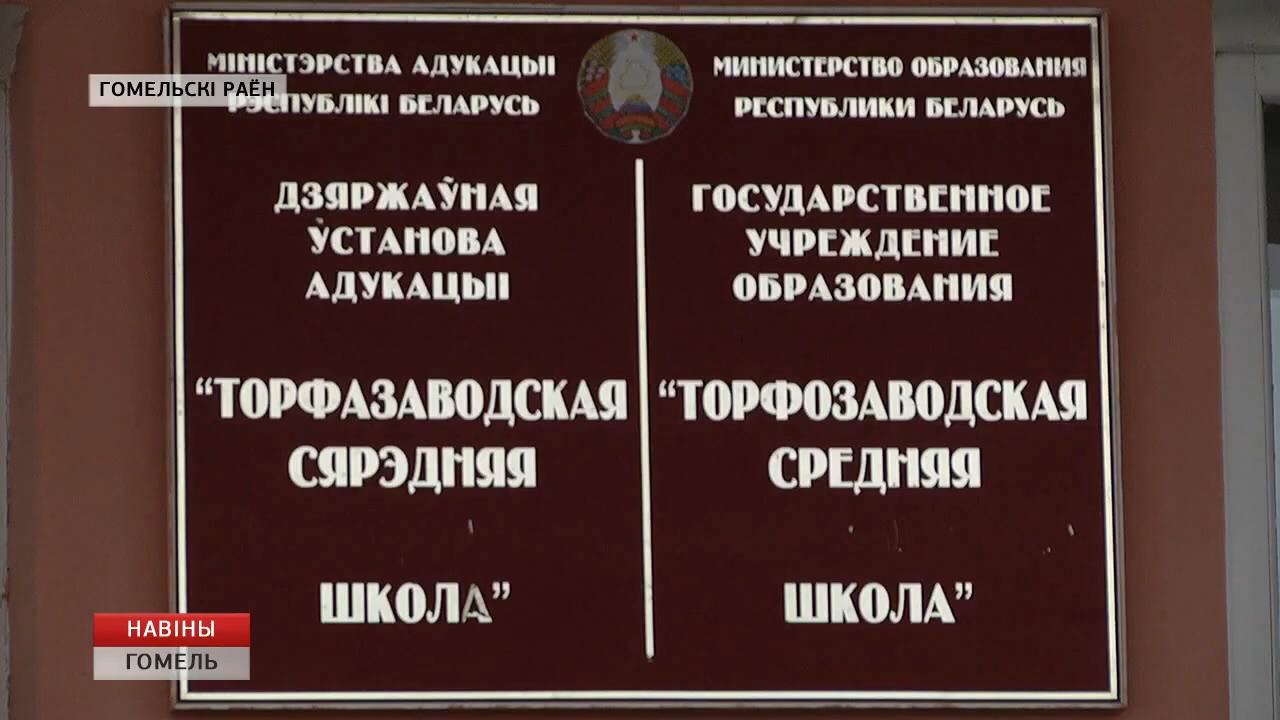 МІНІСТЭРСТВА АДУКАЦЫІ
РЭСПУБЛІКІ БЕЛАРУСЬ
ДЗЯРЖАЎНАЯ
ЎСТАНОВА
АДУКАЦЫІ
“ТОРФАЗАВОДСКАЯ
СЯРЭДНЯЯ
ШКОЛА”
МИНИСТЕРСТВО ОБРАЗОВАНИЯ
РЕСПУБЛИКИ БЕЛАРУСЬ
ГОСУДАРСТВЕННОЕ
УЧРЕЖДЕНИЕ
ОБРАЗОВАНИЯ
“ТОРФОЗАВОДСКАЯ
СРЕДНЯЯ
ШКОЛА”
ГОМЕЛЬСКІ РАЁН
НАВІНЫ
ГОМЕЛЬ